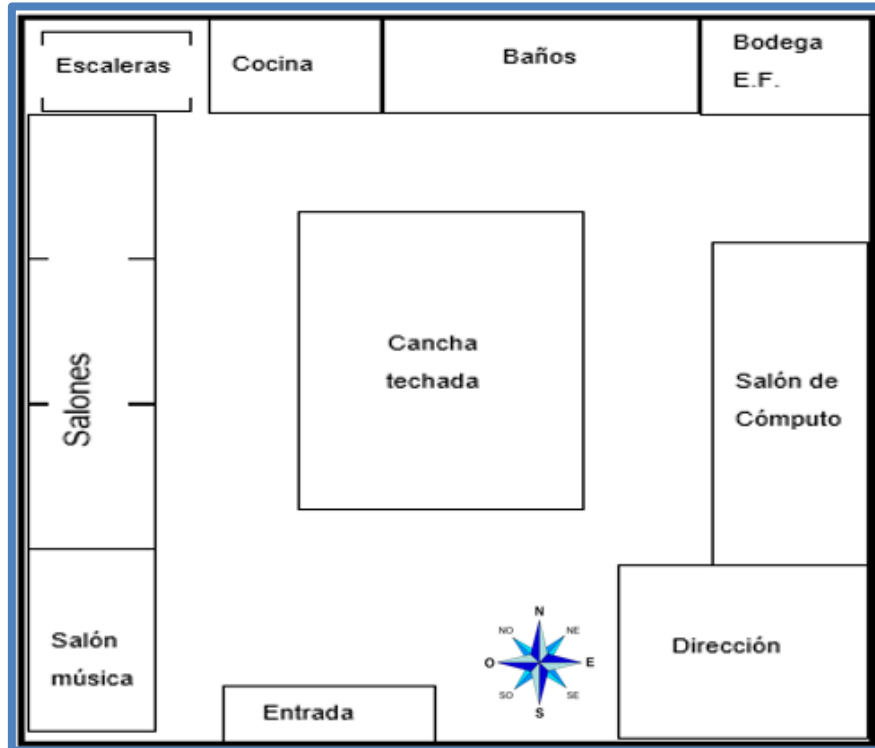 Escaleras
Cocina
Baños
Bodega
E.F.
Cancha
techada
Salones
Salón de
Cómputo
Salón
música
Entrada
N
NO
NE
O
E
SO
SE
S
Dirección